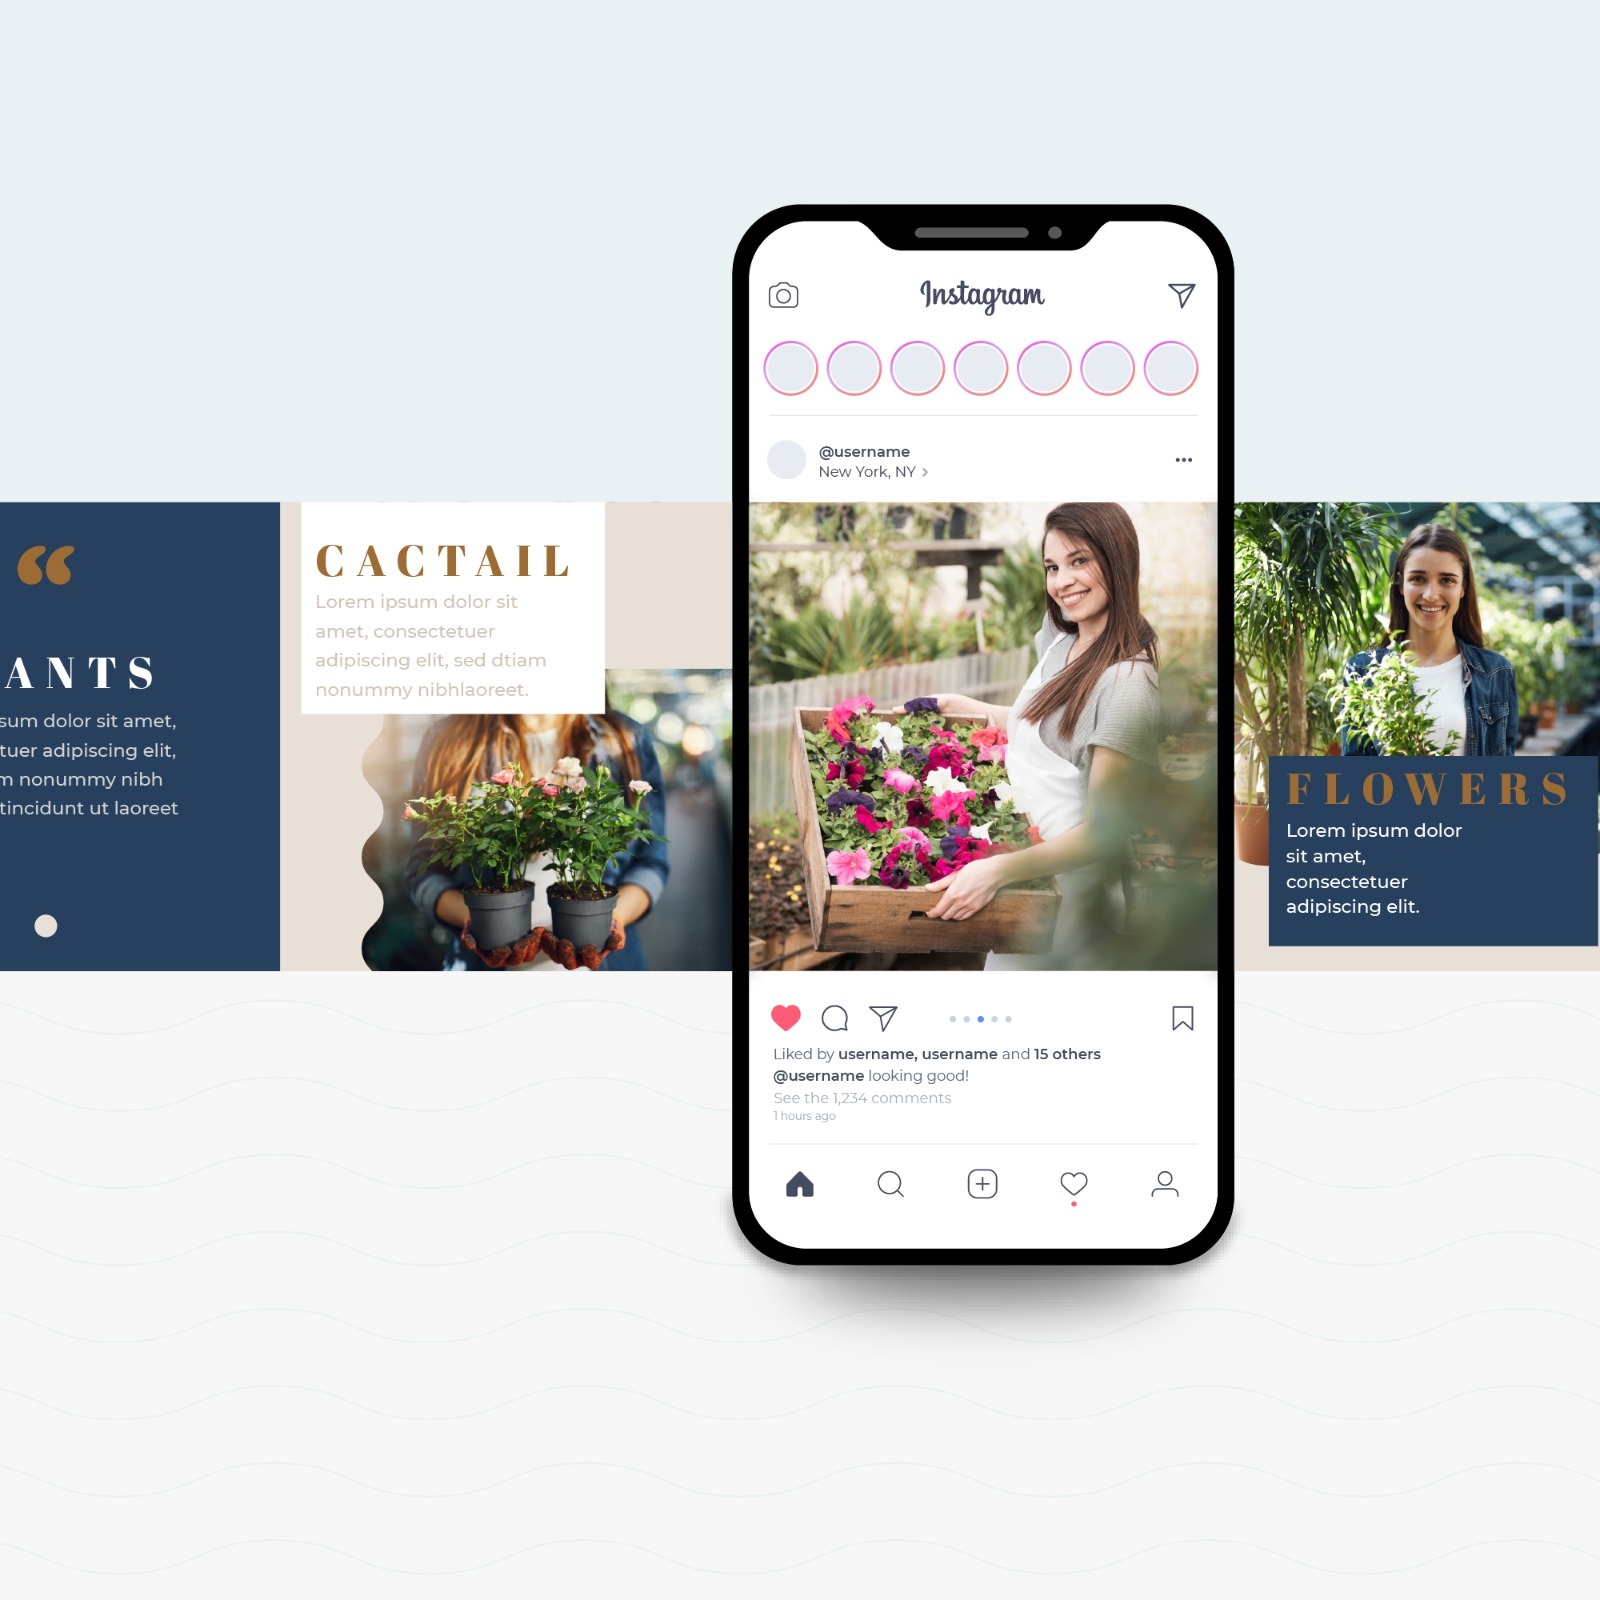 “
ANTS
sum dolor sit amet,
tuer adipiscing elit,
m nonummy nibh
tincidunt ut laoreet
CACTAIL
Lorem ipsum dolor sit
amet, consectetuer
adipiscing elit, sed dtiam
nonummy nibhlaoreet.
Instagram
@username
New York, NY >
Liked by username, username and 15 others
@username looking good!
See the 1,234 comments
1 hours ago
FLOWERS
Lorem ipsum dolor
sit amet,
consectetuer
adipiscing elit.